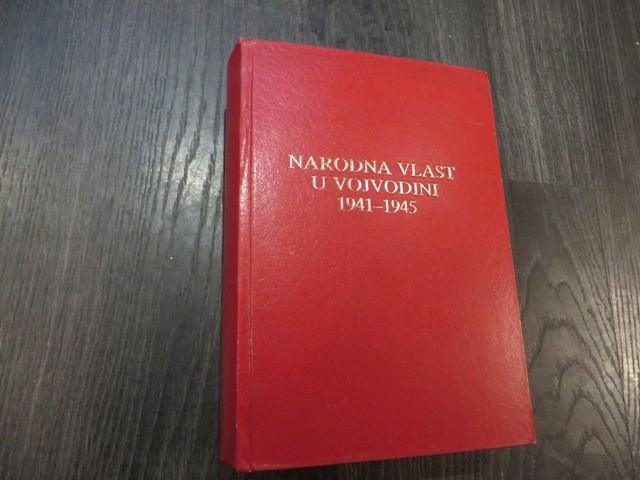 NARODNA VLAST
U VOJVODINI
1941–1945